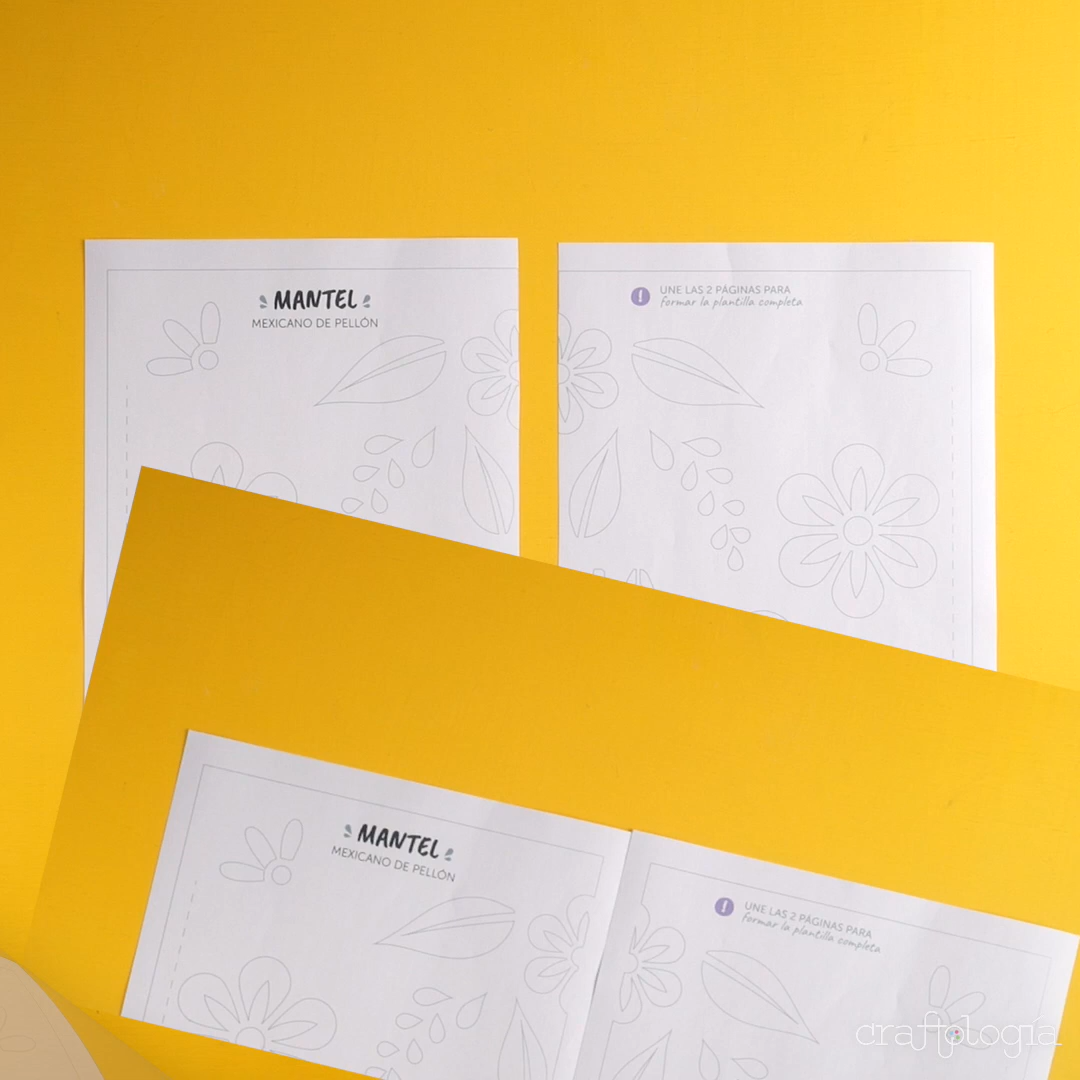 MANTEL
MEXICANO DE PELLÓN
UNE LAS 2 PÁGINAS PARA
formar la plantilla completa
MANTEL
MEXICANO DE PELLÓN
UNE LAS 2 PÁGINAS PARA
formar la plantilla completa
craftología